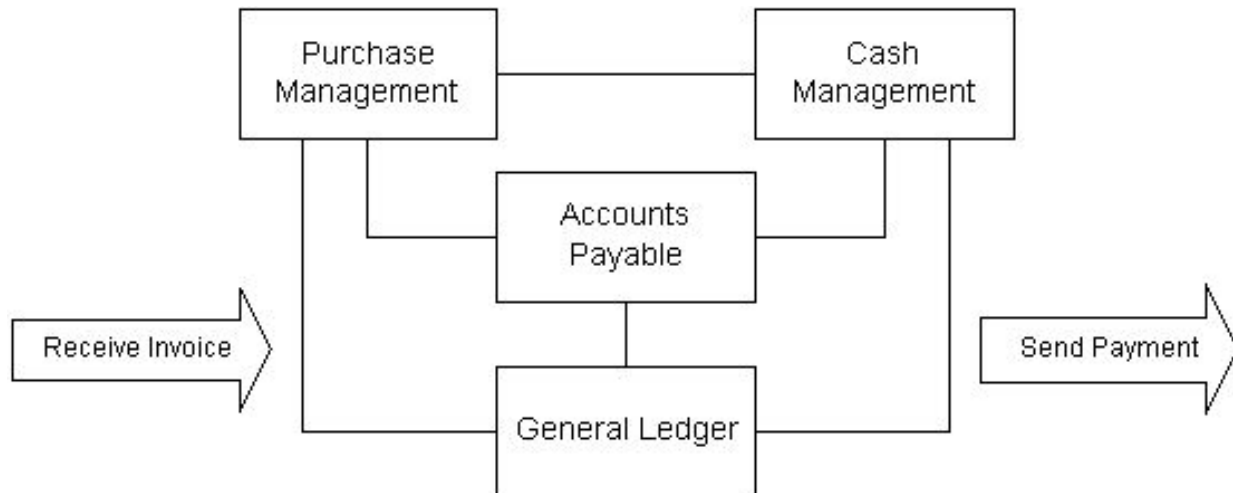 Purchase
Management
Cash
Management
Accounts
Payable
Receive Invoice
Send Payment
General Ledger